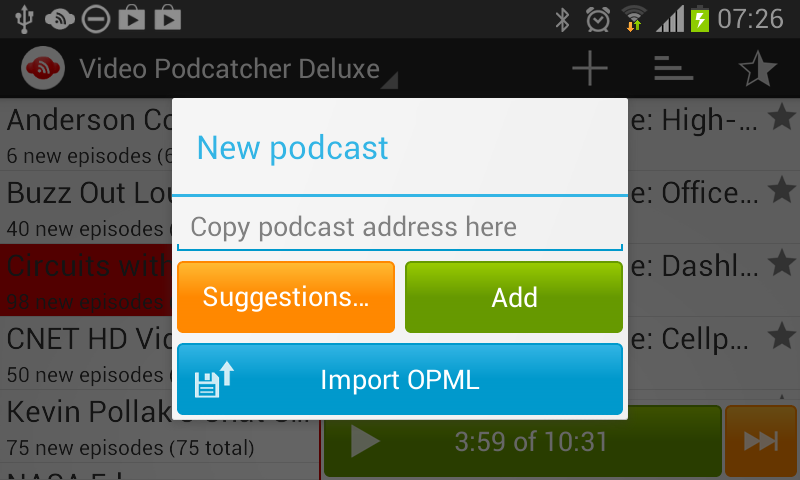 07:26
Video Podcatcher Deluxe
Anderson Co
6 new episodes (6
Buzz Out Lou
40 new episodes (
Circuits with
98 new episodes
CNET HD Vid
50 new episodes (
Kevin Pollak's Chat S...
75 new episodes (75 total)
e: High-...
e: Office...
e: Dashl...
e: Cellp...
New podcast
Copy podcast address here
Suggestions...
Add
Import OPML
3:59 of 10:31